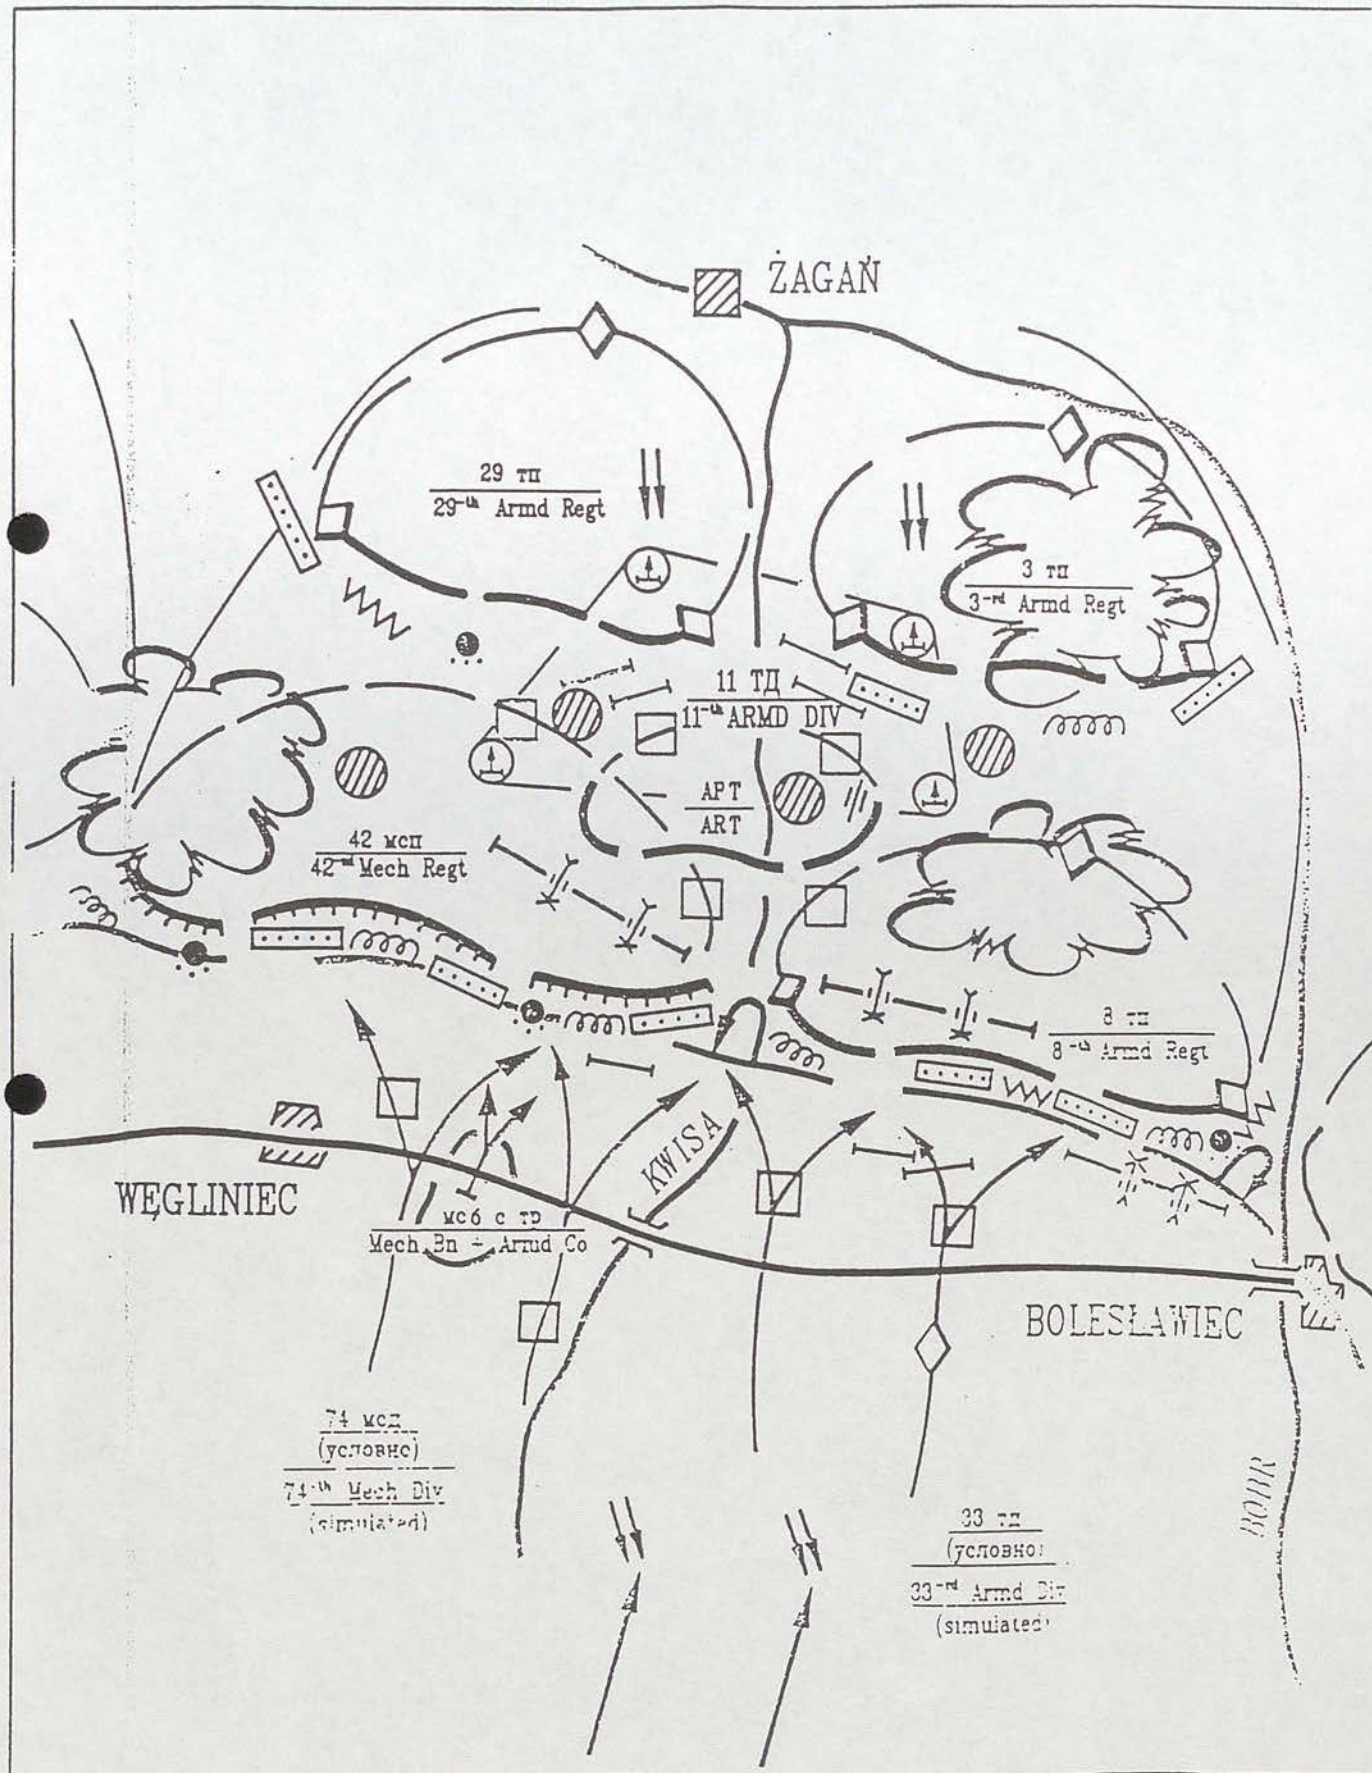 ŻAGAŃ
29 тп
29-th Armd Regt
3 тп
3-rd Armd Regt
11 ТД
11-th ARMD DIV
АРТ
ART
42 мсп
42-nd Mech Regt
8 тп
8-th Armd Regt
KWISA
WĘGLINIEC
мсб с тр
Mech Bn + Armd Co
BOLESŁAWIEC
74 мсд
(условно)
74-th Mech Div
(simulated)
33 тд
(условно)
33-rd Armd Div
(simulated)
BÓBR